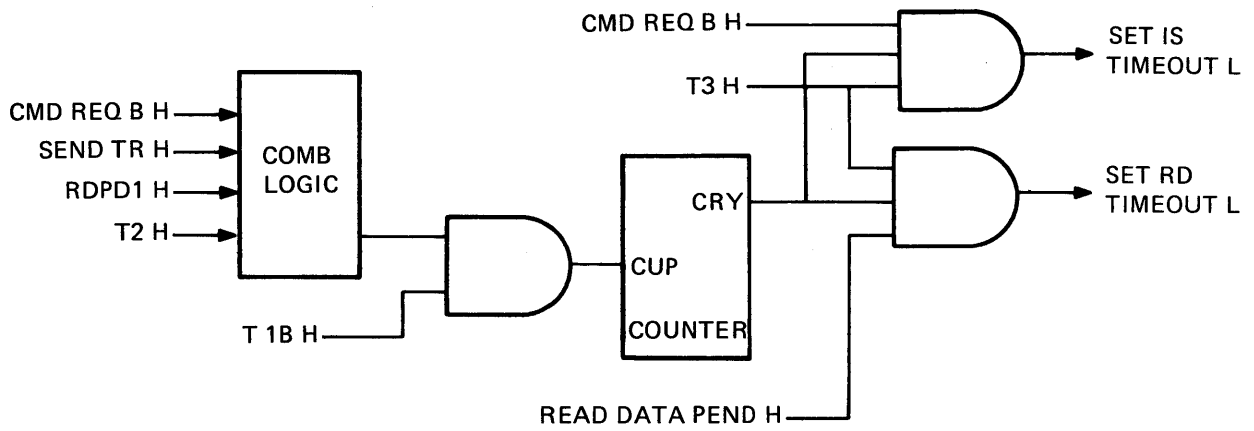 CMD REQ B H
SET IS
TIMEOUT L
T3 H
CMD REQ B H
SEND TR H
RDPD1 H
T2 H
COMB
LOGIC
CRY
SET RD
TIMEOUT L
CUP
COUNTER
T 1B H
READ DATA PEND H